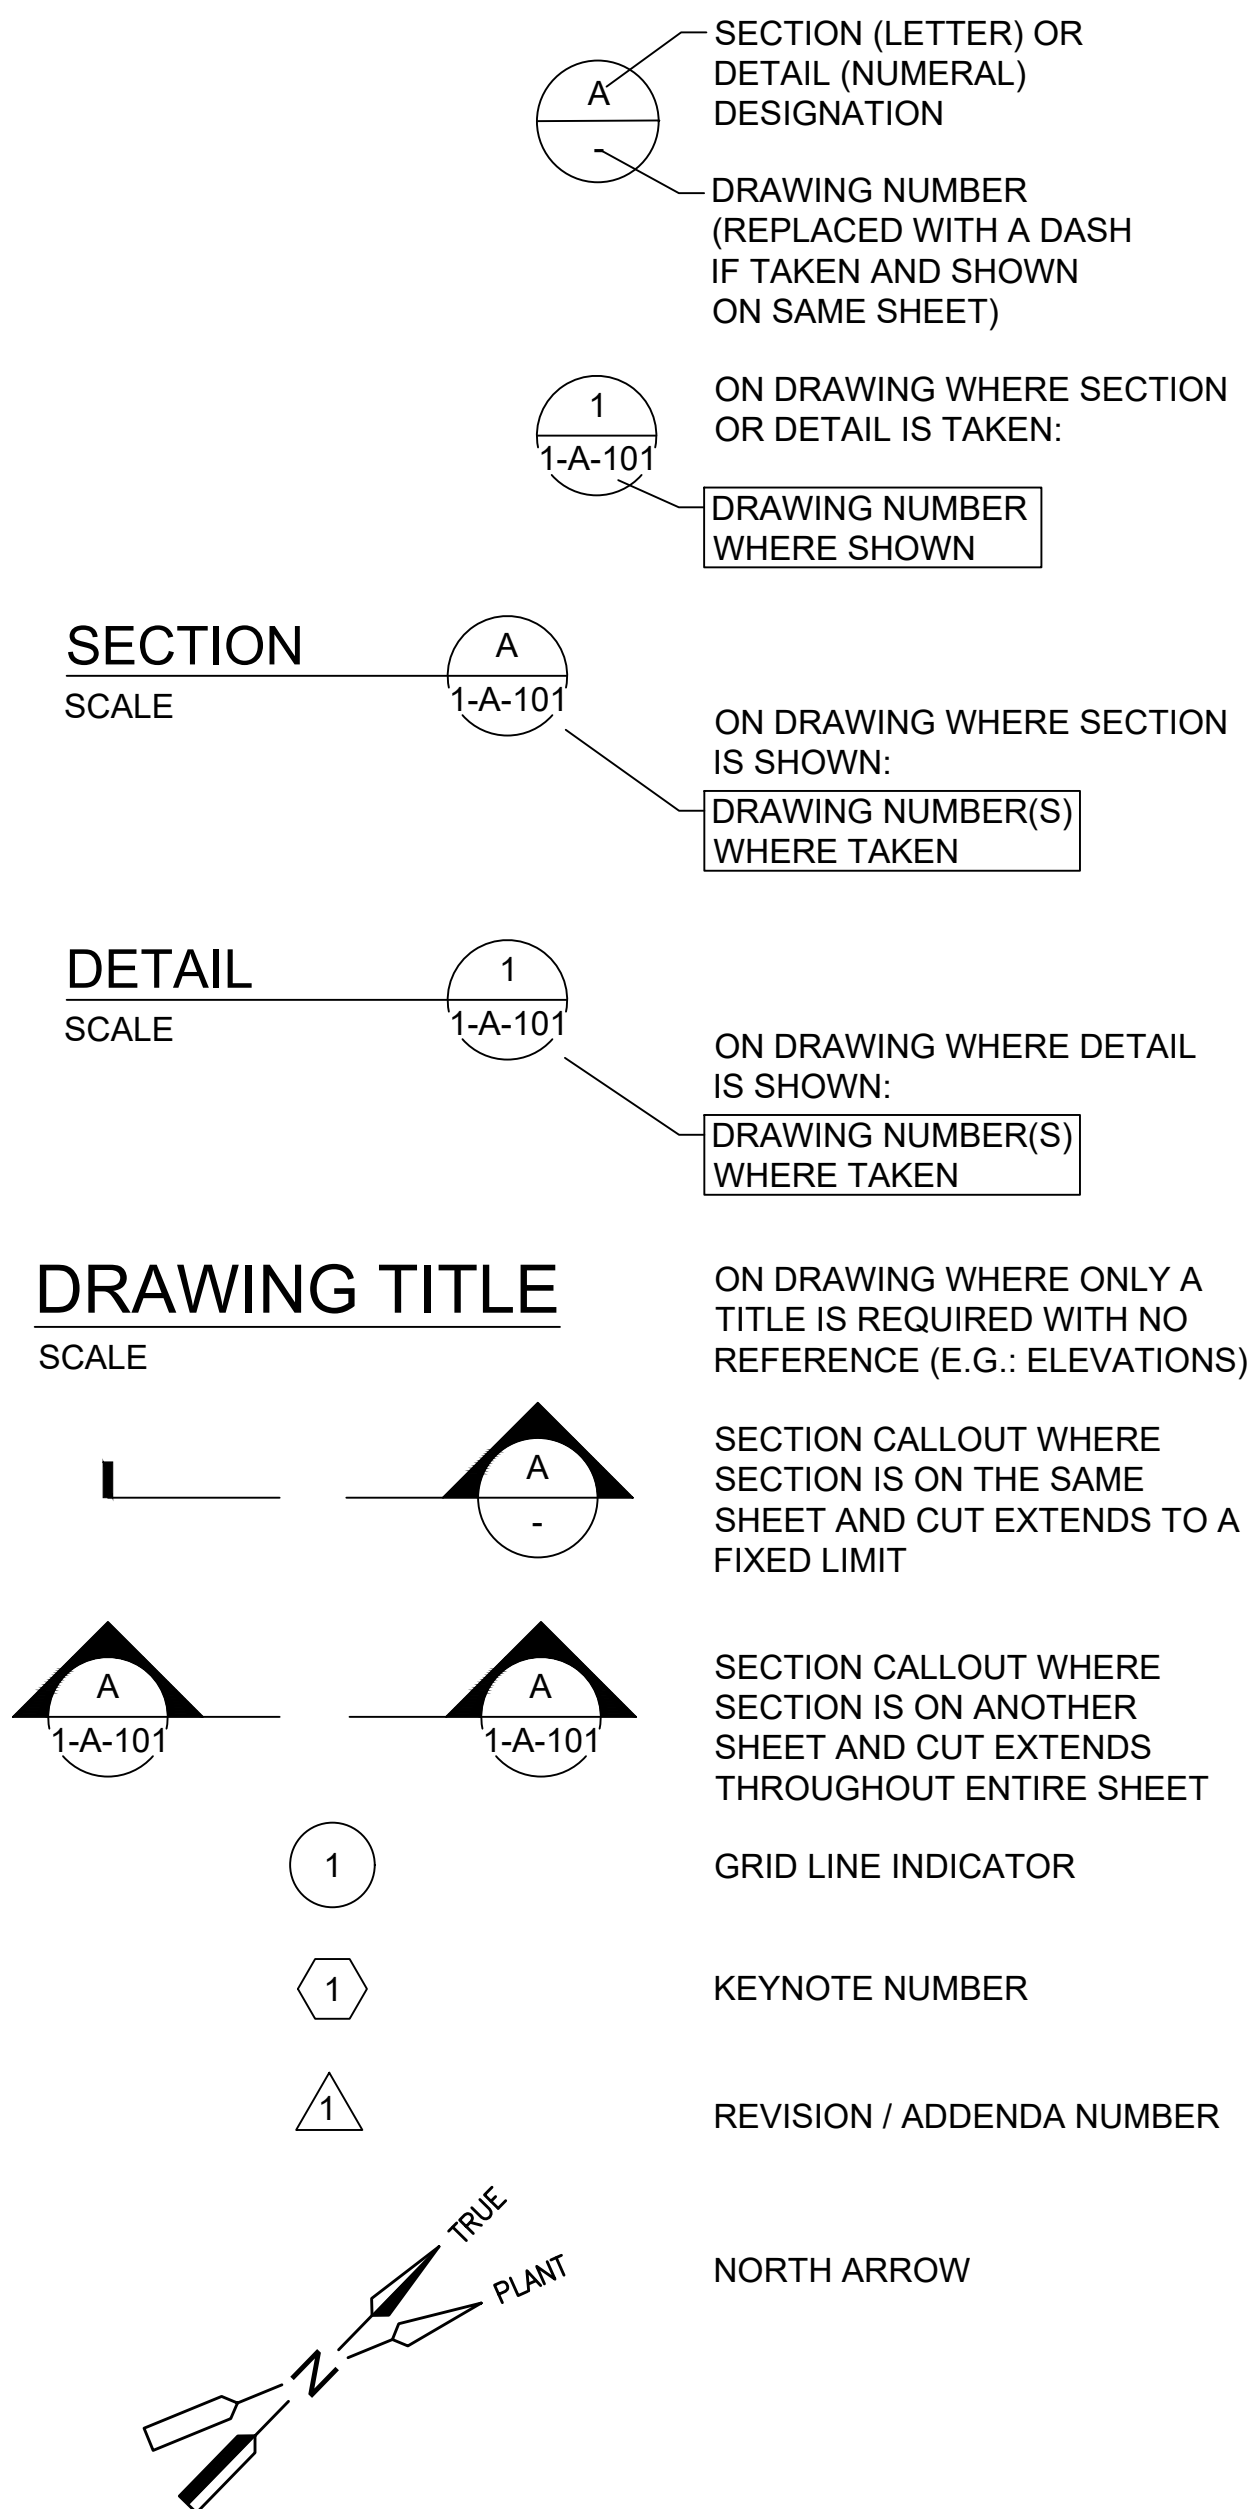 SECTION (LETTER) OR
DETAIL (NUMERAL)
DESIGNATION
A
-
DRAWING NUMBER
(REPLACED WITH A DASH
IF TAKEN AND SHOWN
ON SAME SHEET)
1
1-A-101
ON DRAWING WHERE SECTION
OR DETAIL IS TAKEN:
DRAWING NUMBER
WHERE SHOWN
SECTION
SCALE
A
1-A-101
ON DRAWING WHERE SECTION
IS SHOWN:
DRAWING NUMBER(S)
WHERE TAKEN
DETAIL
SCALE
1
1-A-101
ON DRAWING WHERE DETAIL
IS SHOWN:
DRAWING NUMBER(S)
WHERE TAKEN
DRAWING TITLE
SCALE
ON DRAWING WHERE ONLY A
TITLE IS REQUIRED WITH NO
REFERENCE (E.G.: ELEVATIONS)
A
-
SECTION CALLOUT WHERE
SECTION IS ON THE SAME
SHEET AND CUT EXTENDS TO A
FIXED LIMIT
A
1-A-101
A
1-A-101
SECTION CALLOUT WHERE
SECTION IS ON ANOTHER
SHEET AND CUT EXTENDS
THROUGHOUT ENTIRE SHEET
1
GRID LINE INDICATOR
1
KEYNOTE NUMBER
1
REVISION / ADDENDA NUMBER
TRUE
PLANT
N
NORTH ARROW